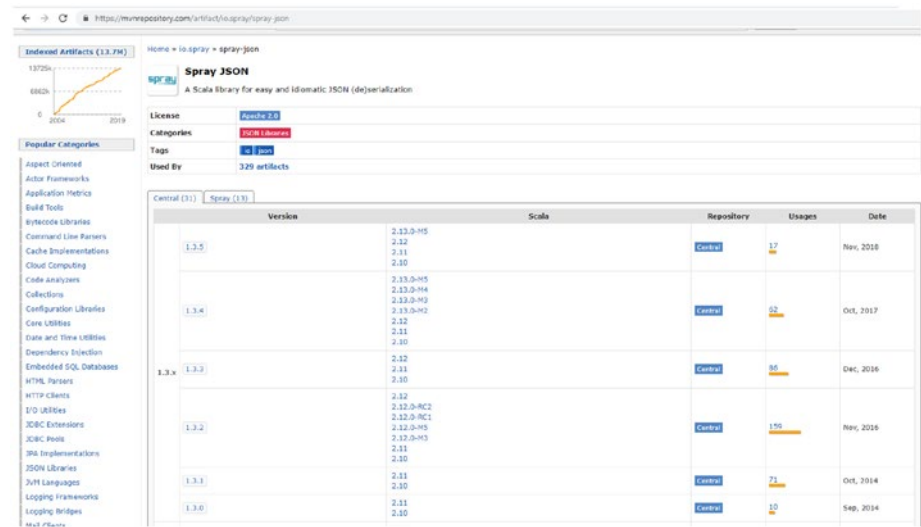 https://mvnrepository.com/artifact/io.spray/spray-json
Indexed Artifacts (13.7M)
13725k
6862k
0
2004 2019
Popular Categories
Aspect Oriented
Actor Frameworks
Application Metrics
Build Tools
Bytecode Libraries
Command Line Parsers
Cache Implementations
Cloud Computing
Code Analyzers
Collections
Configuration Libraries
Core Utilities
Date and Time Utilities
Dependency Injection
Embedded SQL Databases
HTML Parsers
HTTP Clients
I/O Utilities
JDBC Extensions
JDBC Pools
JPA Implementations
JSON Libraries
JVM Languages
Logging Frameworks
Logging Bridges
Mail Clients
Home » io.spray » spray-json
spray
Spray JSON
A Scala library for easy and idiomatic JSON (de)serialization
License Apache 2.0
Categories JSON Libraries
Tags io json
Used By 329 artifacts
Central (31) Spray (13)
Version Scala Repository Usages Date
1.3.x
1.3.5
2.13.0-M5
2.12
2.11
2.10
Central 17 Nov, 2018
1.3.4
2.13.0-M5
2.13.0-M4
2.13.0-M3
2.13.0-M2
2.12
2.11
2.10
Central 62 Oct, 2017
1.3.3
2.12
2.11
2.10
Central 86 Dec, 2016
1.3.2
2.12
2.12.0-RC2
2.12.0-RC1
2.12.0-M5
2.12.0-M3
2.11
2.10
Central 159 Nov, 2016
1.3.1
2.11
2.10
Central 71 Oct, 2014
1.3.0
2.11
2.10
Central 10 Sep, 2014